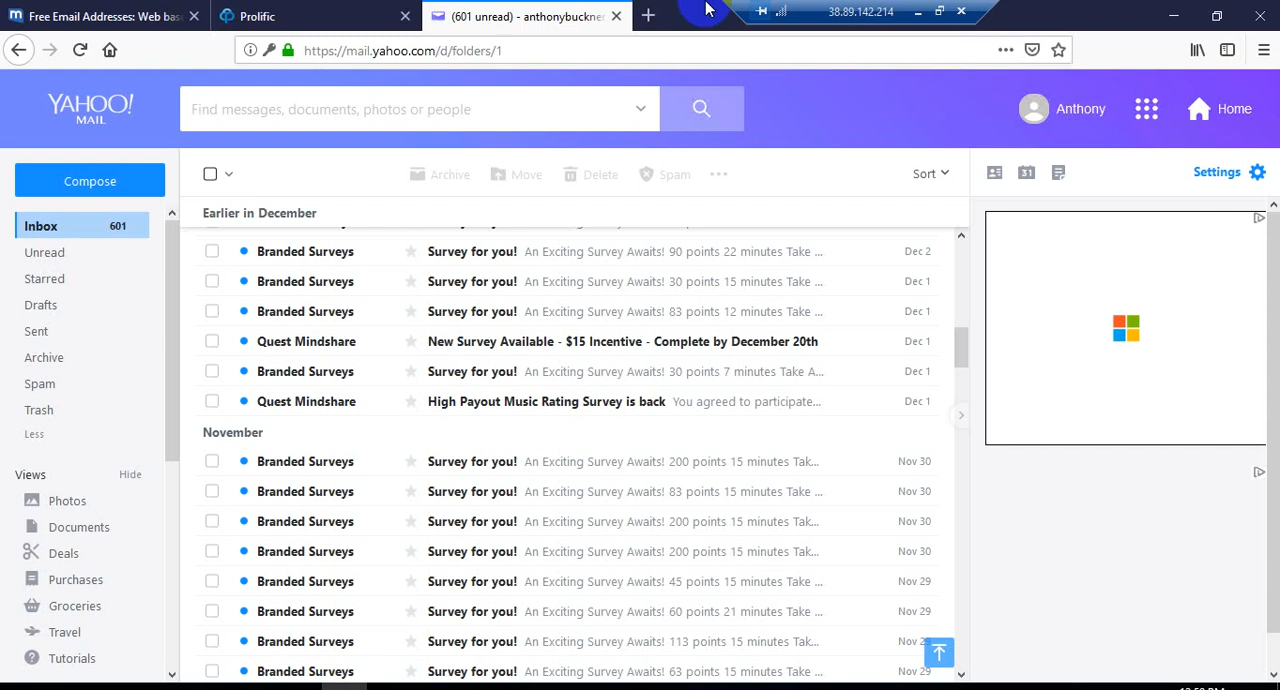 Free Email Addresses: Web bas
Prolific
(601 unread) - anthonybuckner
38.89.142.214
https://mail.yahoo.com/d/folders/1
YAHOO! MAIL
Find messages, documents, photos or people
Anthony
Home
Compose
Archive Move Delete Spam
Sort
Settings
Inbox 601
Unread
Starred
Drafts
Sent
Archive
Spam
Trash
Less
Views Hide
Photos
Documents
Deals
Purchases
Groceries
Travel
Tutorials
Earlier in December
Branded Surveys Survey for you! An Exciting Survey Awaits! 90 points 22 minutes Take ... Dec 2
Branded Surveys Survey for you! An Exciting Survey Awaits! 30 points 15 minutes Take ... Dec 1
Branded Surveys Survey for you! An Exciting Survey Awaits! 83 points 12 minutes Take ... Dec 1
Quest Mindshare New Survey Available - $15 Incentive - Complete by December 20th Dec 1
Branded Surveys Survey for you! An Exciting Survey Awaits! 30 points 7 minutes Take A... Dec 1
Quest Mindshare High Payout Music Rating Survey is back You agreed to participate... Dec 1
November
Branded Surveys Survey for you! An Exciting Survey Awaits! 200 points 15 minutes Tak... Nov 30
Branded Surveys Survey for you! An Exciting Survey Awaits! 83 points 15 minutes Take ... Nov 30
Branded Surveys Survey for you! An Exciting Survey Awaits! 200 points 15 minutes Tak... Nov 30
Branded Surveys Survey for you! An Exciting Survey Awaits! 200 points 15 minutes Tak... Nov 30
Branded Surveys Survey for you! An Exciting Survey Awaits! 45 points 15 minutes Take ... Nov 29
Branded Surveys Survey for you! An Exciting Survey Awaits! 60 points 21 minutes Take ... Nov 29
Branded Surveys Survey for you! An Exciting Survey Awaits! 113 points 15 minutes Tak... Nov 29
Branded Surveys Survey for you! An Exciting Survey Awaits! 63 points 15 minutes Take ... Nov 29
31